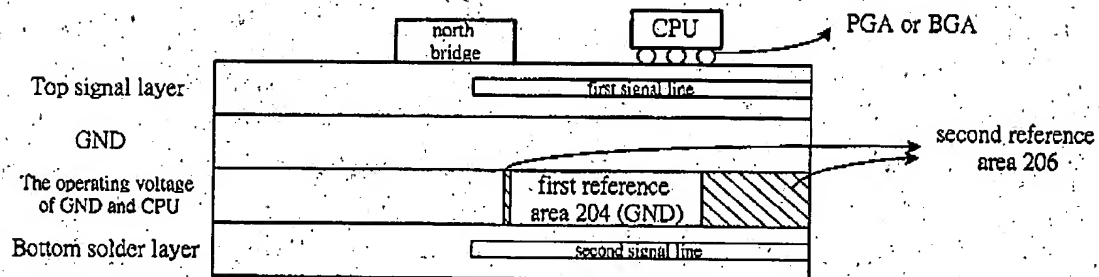 north
bridge
CPU
PGA or BGA
Top signal layer
first signal line
GND
second reference
area 206
The operating voltage
of GND and CPU
first reference
area 204 (GND)
Bottom solder layer
second signal line